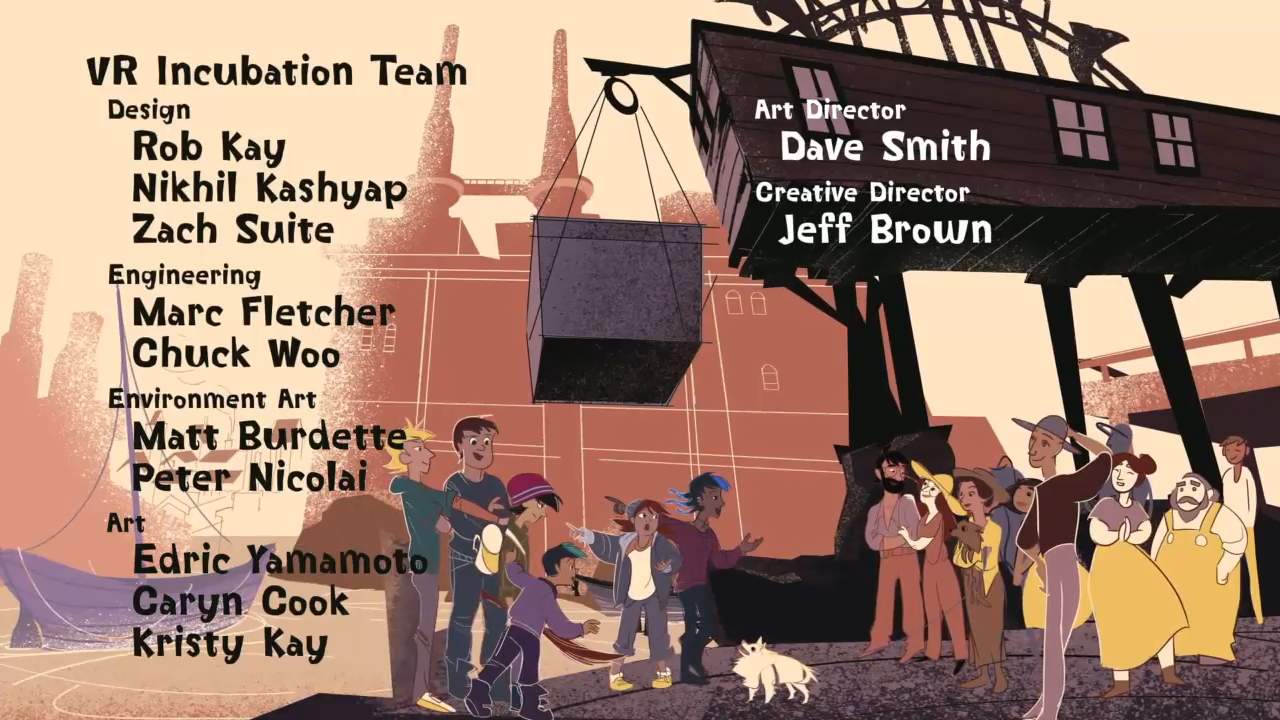 VR Incubation Team
Design
Rob Kay
Nikhil Kashyap
Zach Suite
Engineering
Marc Fletcher
Chuck Woo
Environment Art
Matt Burdette
Peter Nicolai
Art
Edric Yamamoto
Caryn Cook
Kristy Kay
Art Director
Dave Smith
Creative Director
Jeff Brown